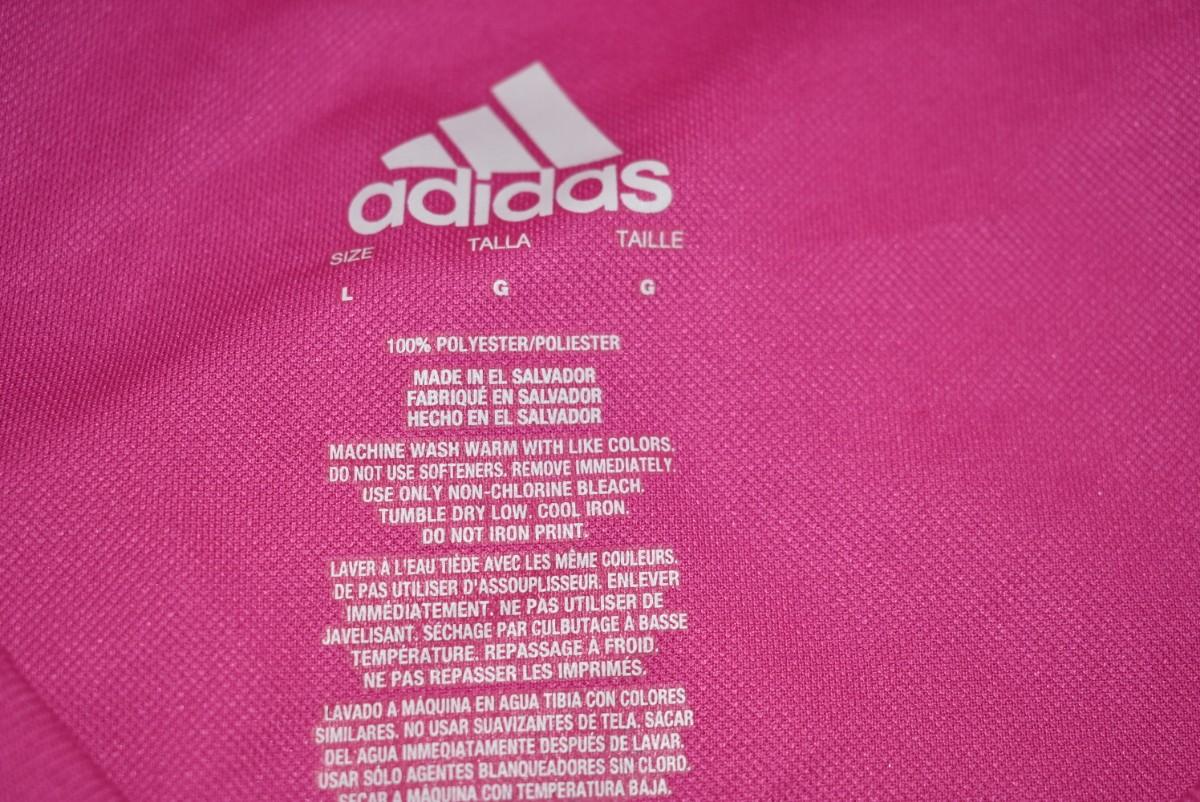 adidas
SIZE TALLA TAILLE
L G G
100% POLYESTER/POLIESTER
MADE IN EL SALVADOR
FABRIQUÉ EN SALVADOR
HECHO EN EL SALVADOR
MACHINE WASH WARM WITH LIKE COLORS.
DO NOT USE SOFTENERS. REMOVE IMMEDIATELY.
USE ONLY NON-CHLORINE BLEACH.
TUMBLE DRY LOW. COOL IRON.
DO NOT IRON PRINT.
LAVER À L'EAU TIÈDE AVEC LES MÊME COULEURS.
DE PAS UTILISER D'ASSOUPLISSEUR. ENLEVER
IMMÉDIATEMENT. NE PAS UTILISER DE
JAVELISANT. SÉCHAGE PAR CULBUTAGE À BASSE
TEMPÉRATURE. REPASSAGE À FROID.
NE PAS REPASSER LES IMPRIMÉS.
LAVADO A MÁQUINA EN AGUA TIBIA CON COLORES
SIMILARES. NO USAR SUAVIZANTES DE TELA. SACAR
DEL AGUA INMEDIATAMENTE DESPUÉS DE LAVAR.
USAR SÓLO AGENTES BLANQUEADORES SIN CLORO.
SECAR A MÁQUINA CON TEMPERATURA BAJA.